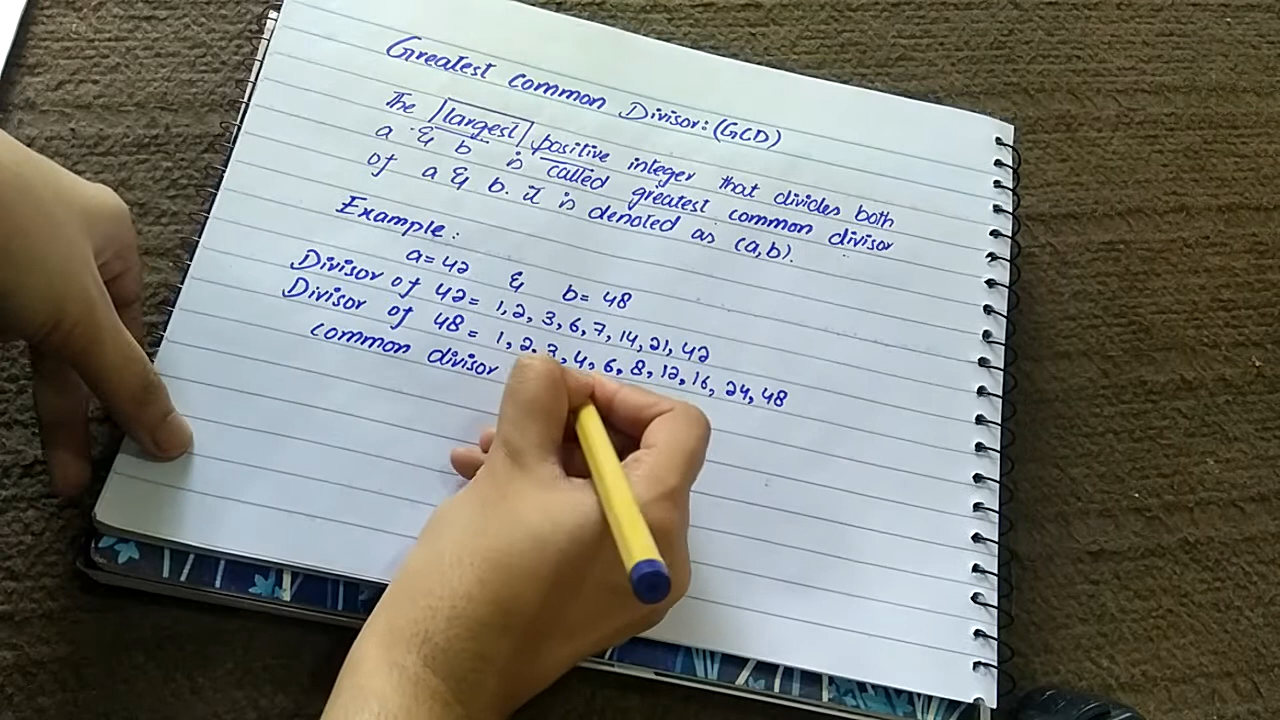 Greatest Common Divisor: (GCD)
The largest positive integer that divides both
a & b is called greatest common divisor
of a & b. it is denoted as (a,b).
Example:
a=42 & b= 48
Divisor of 42= 1, 2, 3, 6, 7, 14, 21, 42
Divisor of 48= 1, 2, 3, 4, 6, 8, 12, 16, 24, 48
common divisor